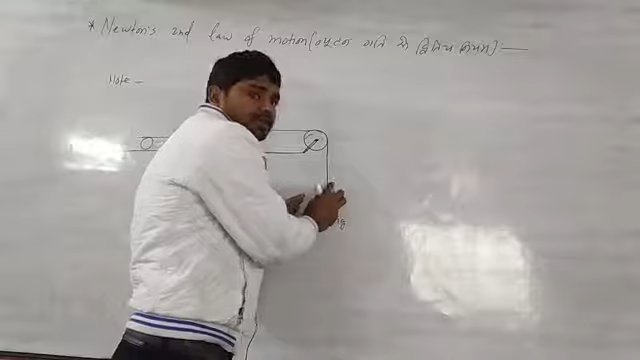 * Newton's 2nd law of motion (न्यूटन गति के द्वितीय नियम) —
Note -